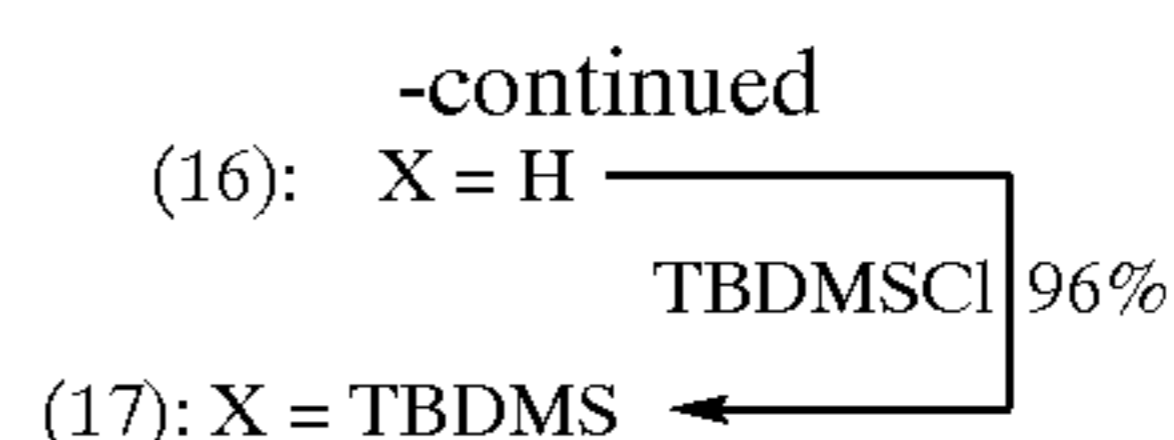 -continued
(16): X = H
TBDMSCl 96%
(17): X = TBDMS